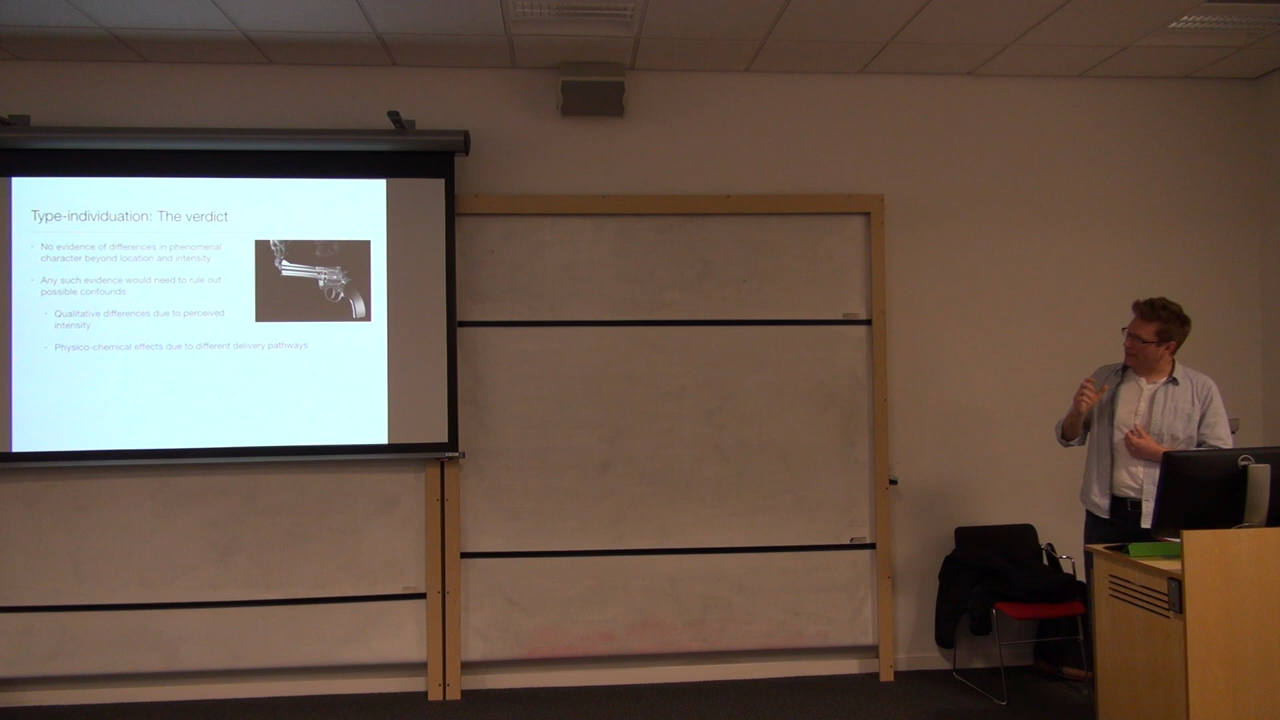 Type-individuation: The verdict
No evidence of differences in phenomenal
character beyond location and intensity
Any such evidence would need to rule out
possible confounds
Qualitative differences due to perceived
intensity
Physico-chemical effects due to different delivery pathways